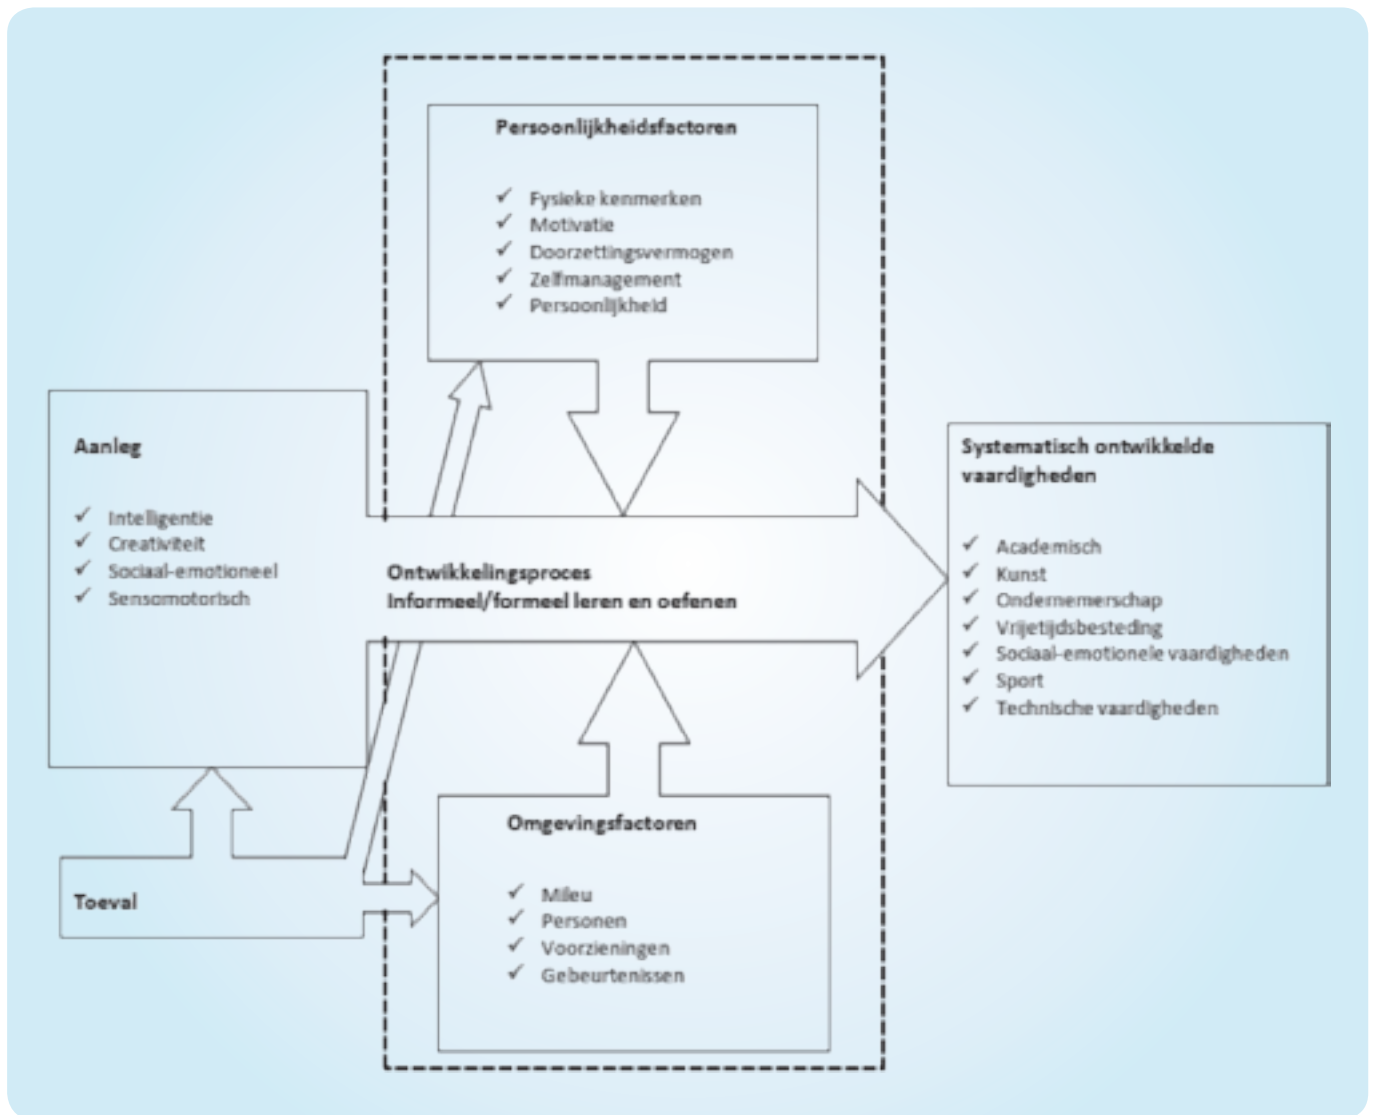 Persoonlijkheidsfactoren
✓ Fysieke kenmerken
✓ Motivatie
✓ Doorzettingsvermogen
✓ Zelfmanagement
✓ Persoonlijkheid
Aanleg
✓ Intelligentie
✓ Creativiteit
✓ Sociaal-emotioneel
✓ Sensomotorisch
Ontwikkelingsproces
Informeel/formeel leren en oefenen
Systematisch ontwikkelde
vaardigheden
✓ Academisch
✓ Kunst
✓ Ondernemerschap
✓ Vrijetijdsbesteding
✓ Sociaal-emotionele vaardigheden
✓ Sport
✓ Technische vaardigheden
Toeval
Omgevingsfactoren
✓ Mileu
✓ Personen
✓ Voorzieningen
✓ Gebeurtenissen